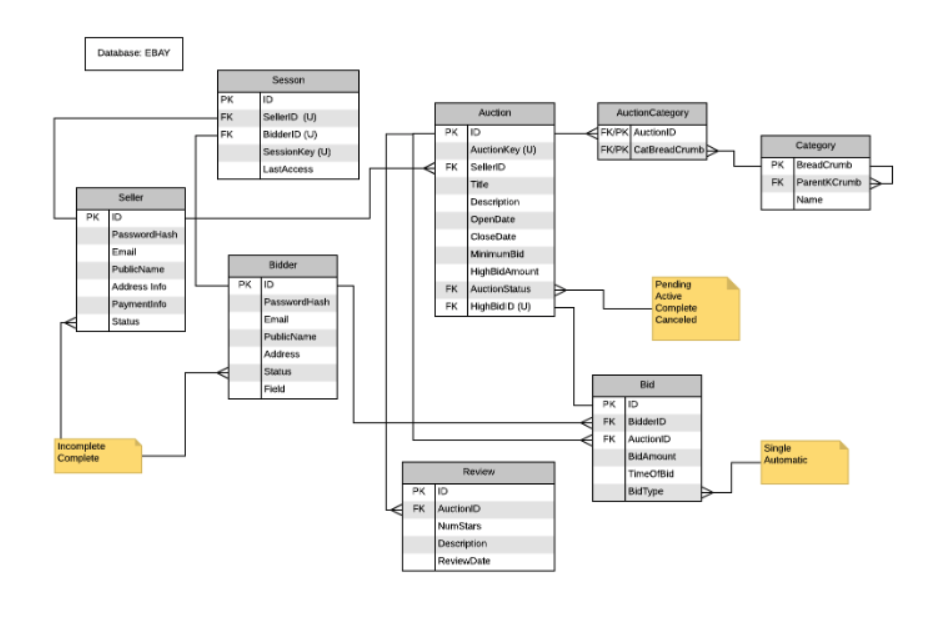 Database: EBAY
Sesson
PK ID
FK SellerID (U)
FK BidderID (U)
SessionKey (U)
LastAccess
Seller
PK ID
PasswordHash
Email
PublicName
Address Info
PaymentInfo
Status
Bidder
PK ID
PasswordHash
Email
PublicName
Address
Status
Field
Incomplete
Complete
Auction
PK ID
AuctionKey (U)
FK SellerID
Title
Description
OpenDate
CloseDate
MinimumBid
HighBidAmount
FK AuctionStatus
FK HighBidID (U)
AuctionCategory
FK/PK AuctionID
FK/PK CatBreadCrumb
Category
PK BreadCrumb
FK ParentKCrumb
Name
Pending
Active
Complete
Canceled
Bid
PK ID
FK BidderID
FK AuctionID
BidAmount
TimeOfBid
BidType
Single
Automatic
Review
PK ID
FK AuctionID
NumStars
Description
ReviewDate